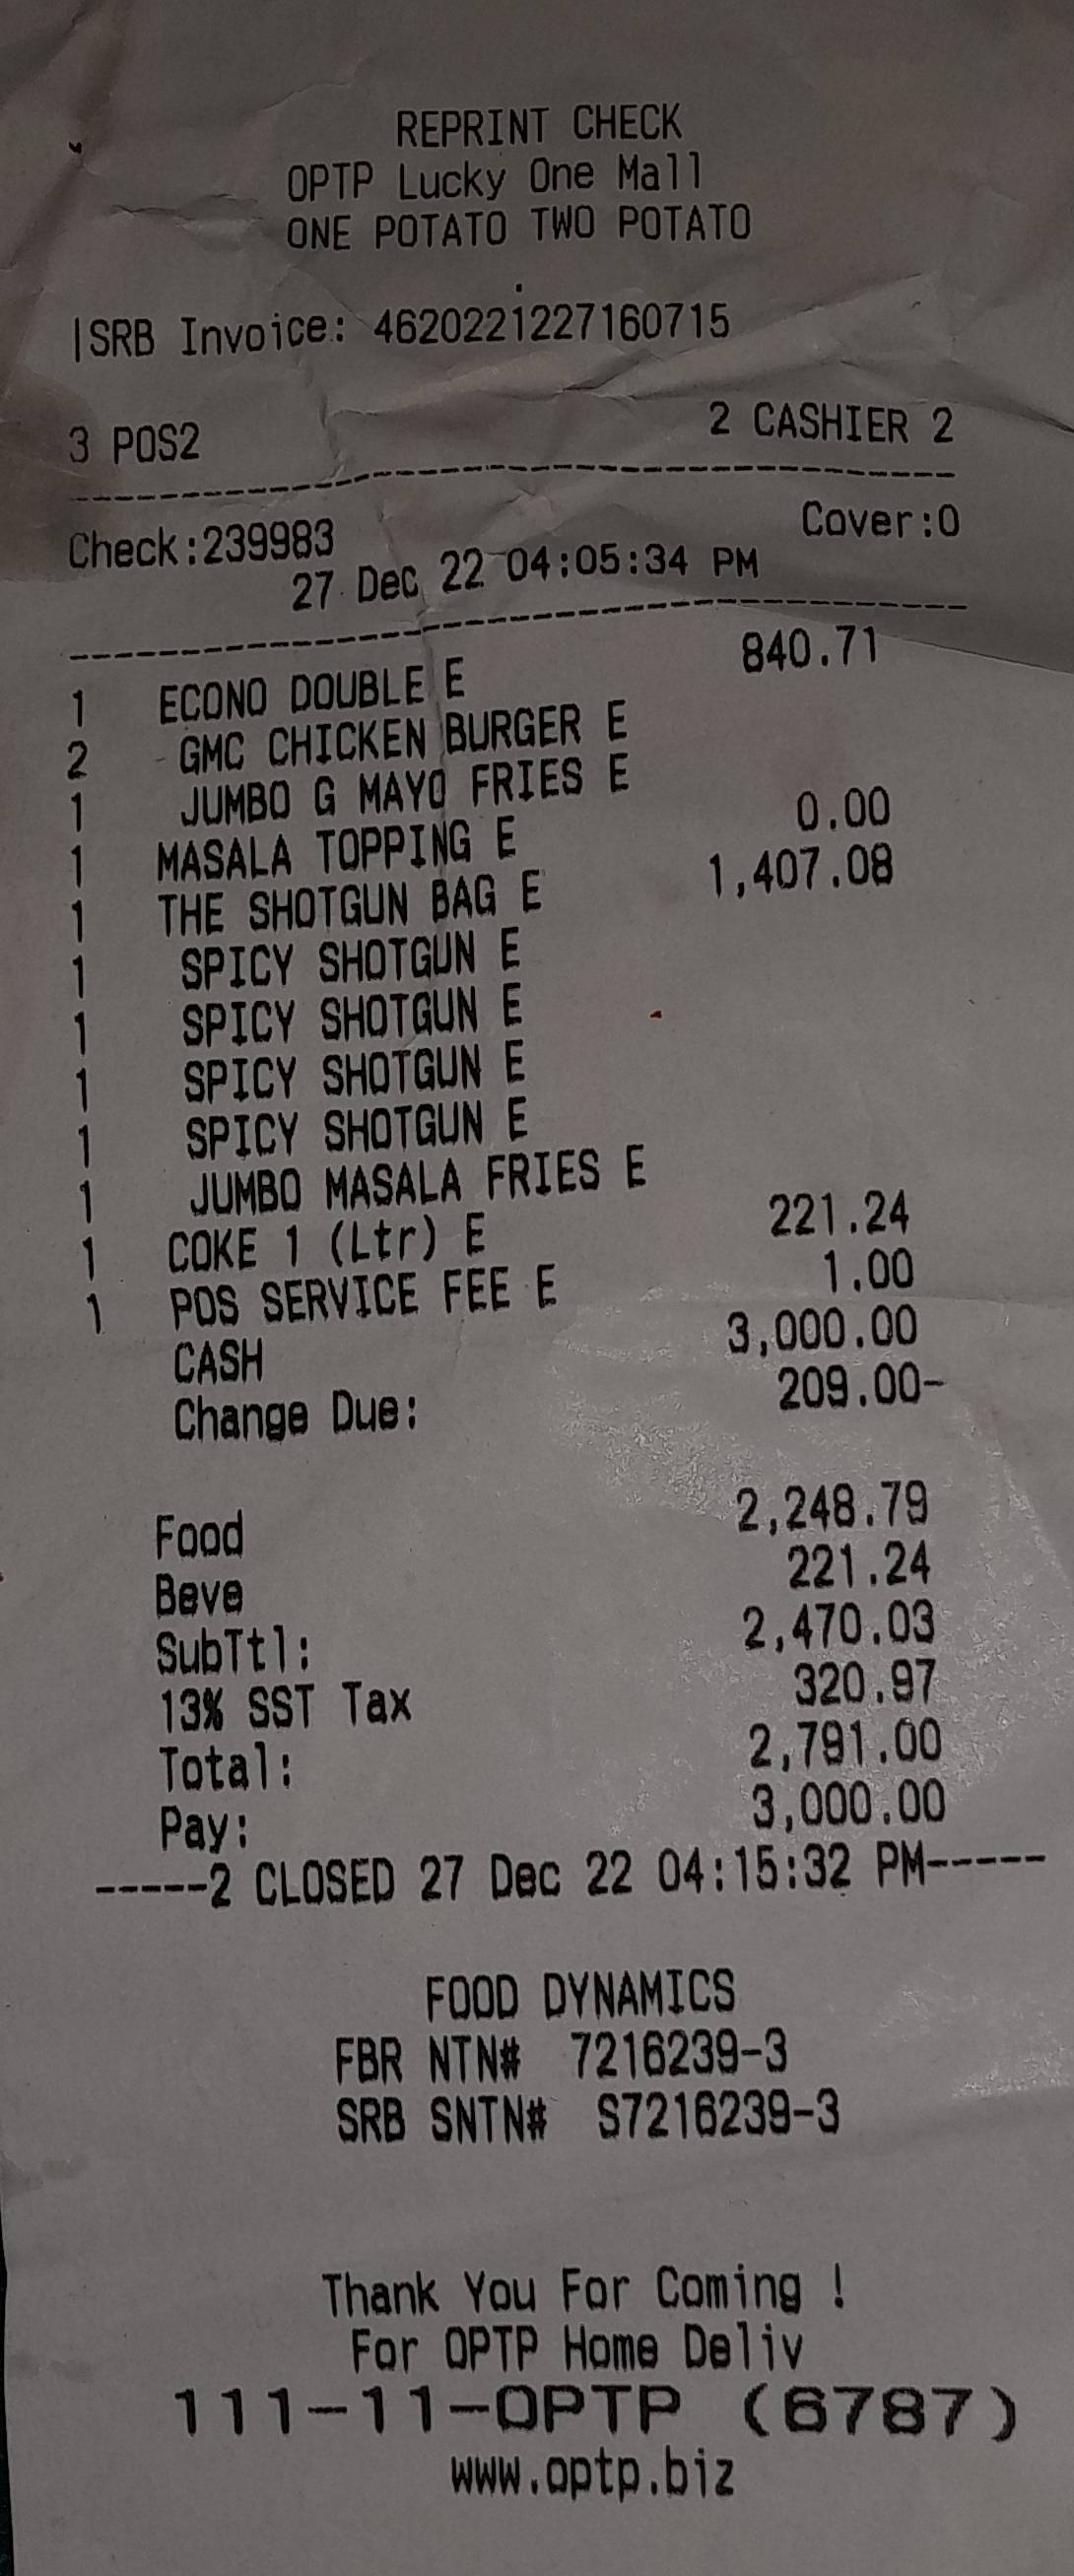 REPRINT CHECK
OPTP Lucky One Mall
ONE POTATO TWO POTATO
.
|SRB Invoice: 4620221227160715
3 POS2 2 CASHIER 2
--------------------------------------
Check:239983 Cover:0
27 Dec 22 04:05:34 PM
--------------------------------------
1 ECONO DOUBLE E 840.71
2 GMC CHICKEN BURGER E
1 JUMBO G MAYO FRIES E
1 MASALA TOPPING E 0.00
1 THE SHOTGUN BAG E 1,407.08
1 SPICY SHOTGUN E
1 SPICY SHOTGUN E
1 SPICY SHOTGUN E
1 SPICY SHOTGUN E
1 JUMBO MASALA FRIES E
1 COKE 1 (Ltr) E 221.24
1 POS SERVICE FEE E 1.00
CASH 3,000.00
Change Due: 209.00-
Food 2,248.79
Beve 221.24
SubTtl: 2,470.03
13% SST Tax 320.97
Total: 2,791.00
Pay: 3,000.00
-----2 CLOSED 27 Dec 22 04:15:32 PM-----
FOOD DYNAMICS
FBR NTN# 7216239-3
SRB SNTN# S7216239-3
Thank You For Coming !
For OPTP Home Deliv
111-11-OPTP (6787)
www.optp.biz